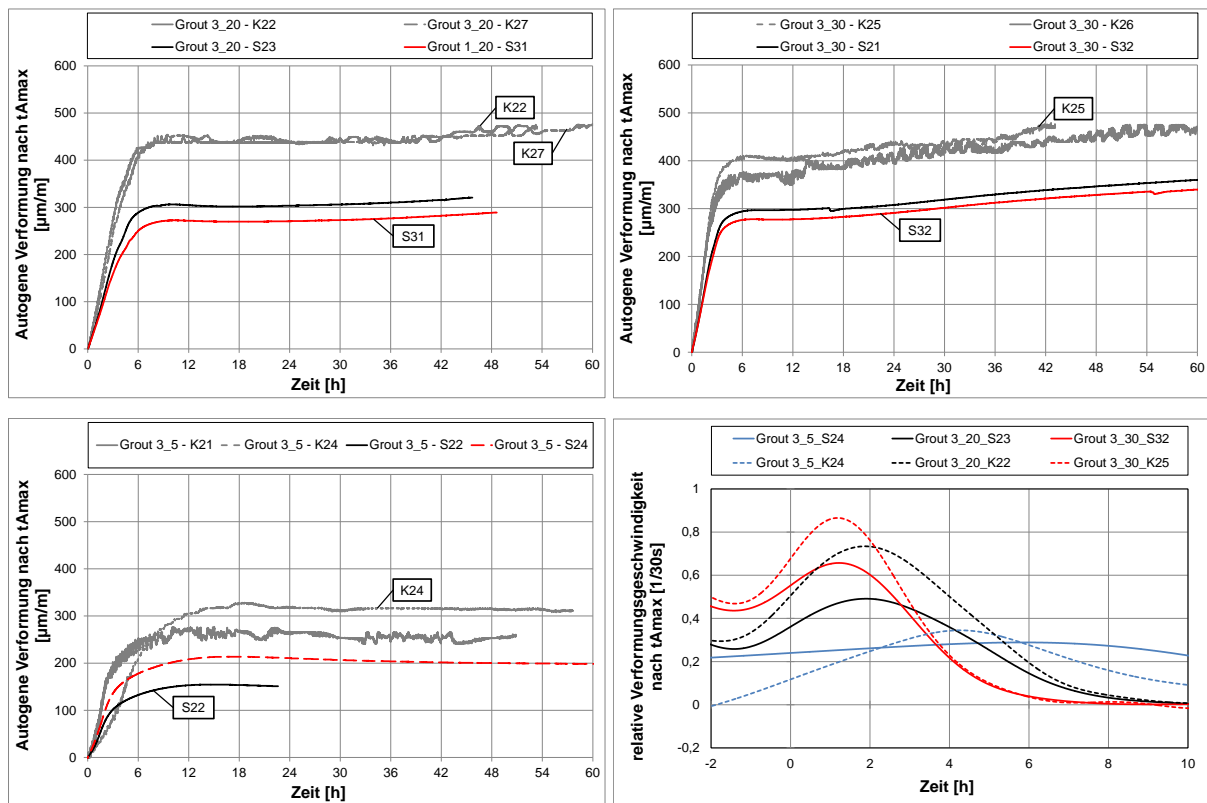 Grout 3_20 - K22
Grout 3_20 - K27
Grout 3_20 - S23
Grout 1_20 - S31
Autogene Verformung nach tAmax
[µm/m]
600
500
400
300
200
100
0
K22
K27
S31
0 6 12 18 24 30 36 42 48 54 60
Zeit [h]
Grout 3_30 - K25
Grout 3_30 - K26
Grout 3_30 - S21
Grout 3_30 - S32
Autogene Verformung nach tAmax
[µm/m]
600
500
400
300
200
100
0
K25
S32
0 6 12 18 24 30 36 42 48 54 60
Zeit [h]
Grout 3_5 - K21
Grout 3_5 - K24
Grout 3_5 - S22
Grout 3_5 - S24
Autogene Verformung nach tAmax
[µm/m]
600
500
400
300
200
100
0
K24
S22
0 6 12 18 24 30 36 42 48 54 60
Zeit [h]
Grout 3_5_S24
Grout 3_20_S23
Grout 3_30_S32
Grout 3_5_K24
Grout 3_20_K22
Grout 3_30_K25
relative Verformungsgeschwindigkeit
nach tAmax [1/30s]
1
0,8
0,6
0,4
0,2
0
-0,2
-2 0 2 4 6 8 10
Zeit [h]